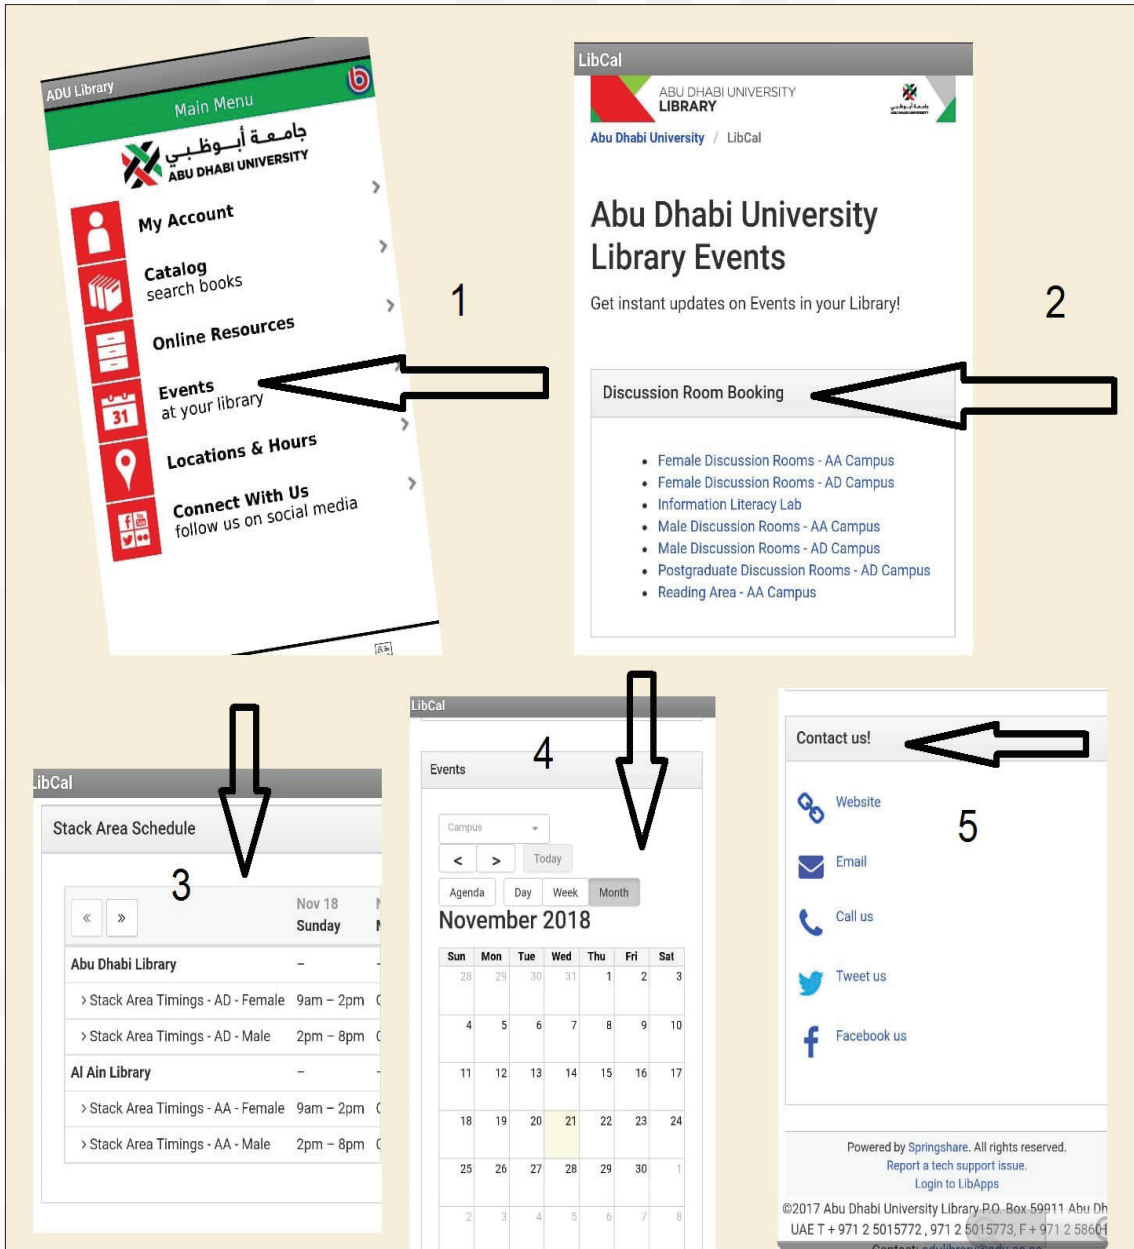 ADU Library
Main Menu
جامعة أبوظبي
ABU DHABI UNIVERSITY
My Account
Catalog
search books
Online Resources
Events
at your library
31
Locations & Hours
Connect With Us
follow us on social media
1
LibCal
ABU DHABI UNIVERSITY
LIBRARY
Abu Dhabi University / LibCal
Abu Dhabi University
Library Events
Get instant updates on Events in your Library!
2
Discussion Room Booking
Female Discussion Rooms - AA Campus
Female Discussion Rooms - AD Campus
Information Literacy Lab
Male Discussion Rooms - AA Campus
Male Discussion Rooms - AD Campus
Postgraduate Discussion Rooms - AD Campus
Reading Area - AA Campus
LibCal
Stack Area Schedule
3
« »
Nov 18
Sunday
Abu Dhabi Library –
> Stack Area Timings - AD - Female 9am – 2pm
> Stack Area Timings - AD - Male 2pm – 8pm
Al Ain Library –
> Stack Area Timings - AA - Female 9am – 2pm
> Stack Area Timings - AA - Male 2pm – 8pm
LibCal
4
Events
Campus
< > Today
Agenda Day Week Month
November 2018
Sun Mon Tue Wed Thu Fri Sat
28 29 30 31 1 2 3
4 5 6 7 8 9 10
11 12 13 14 15 16 17
18 19 20 21 22 23 24
25 26 27 28 29 30 1
2 3 4 5 6 7 8
Contact us!
Website
5
Email
Call us
Tweet us
Facebook us
Powered by Springshare. All rights reserved.
Report a tech support issue.
Login to LibApps
©2017 Abu Dhabi University Library P.O. Box 59911 Abu Dh
UAE T + 971 2 5015772 , 971 2 5015773, F + 971 2 5860